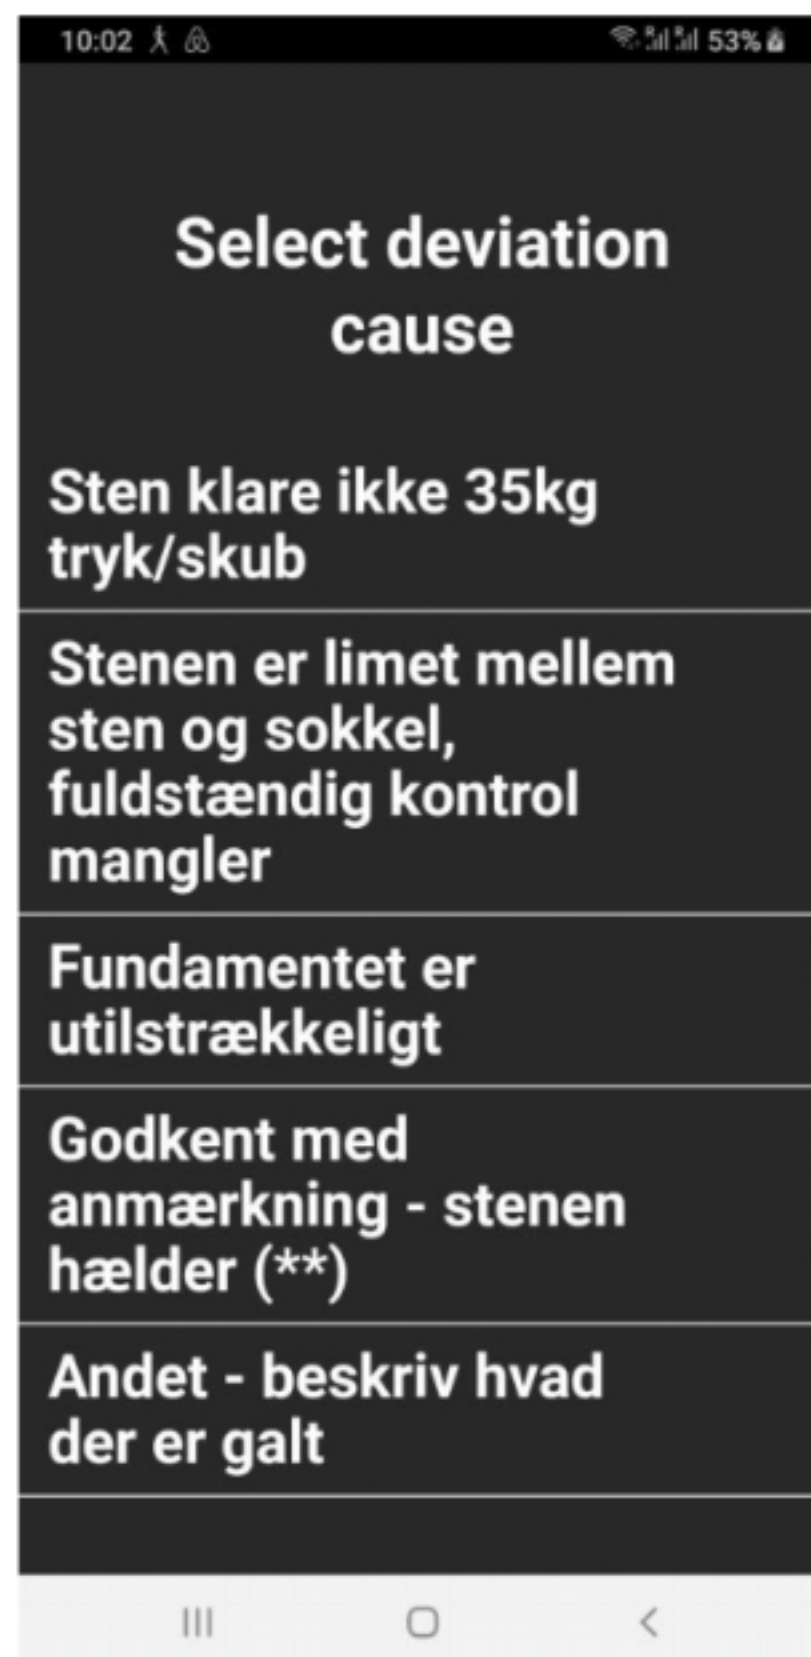 10:02
53%
Select deviation
cause
Sten klare ikke 35kg
tryk/skub
Stenen er limet mellem
sten og sokkel,
fuldstændig kontrol
mangler
Fundamentet er
utilstrækkeligt
Godkent med
anmærkning - stenen
hælder (**)
Andet - beskriv hvad
der er galt